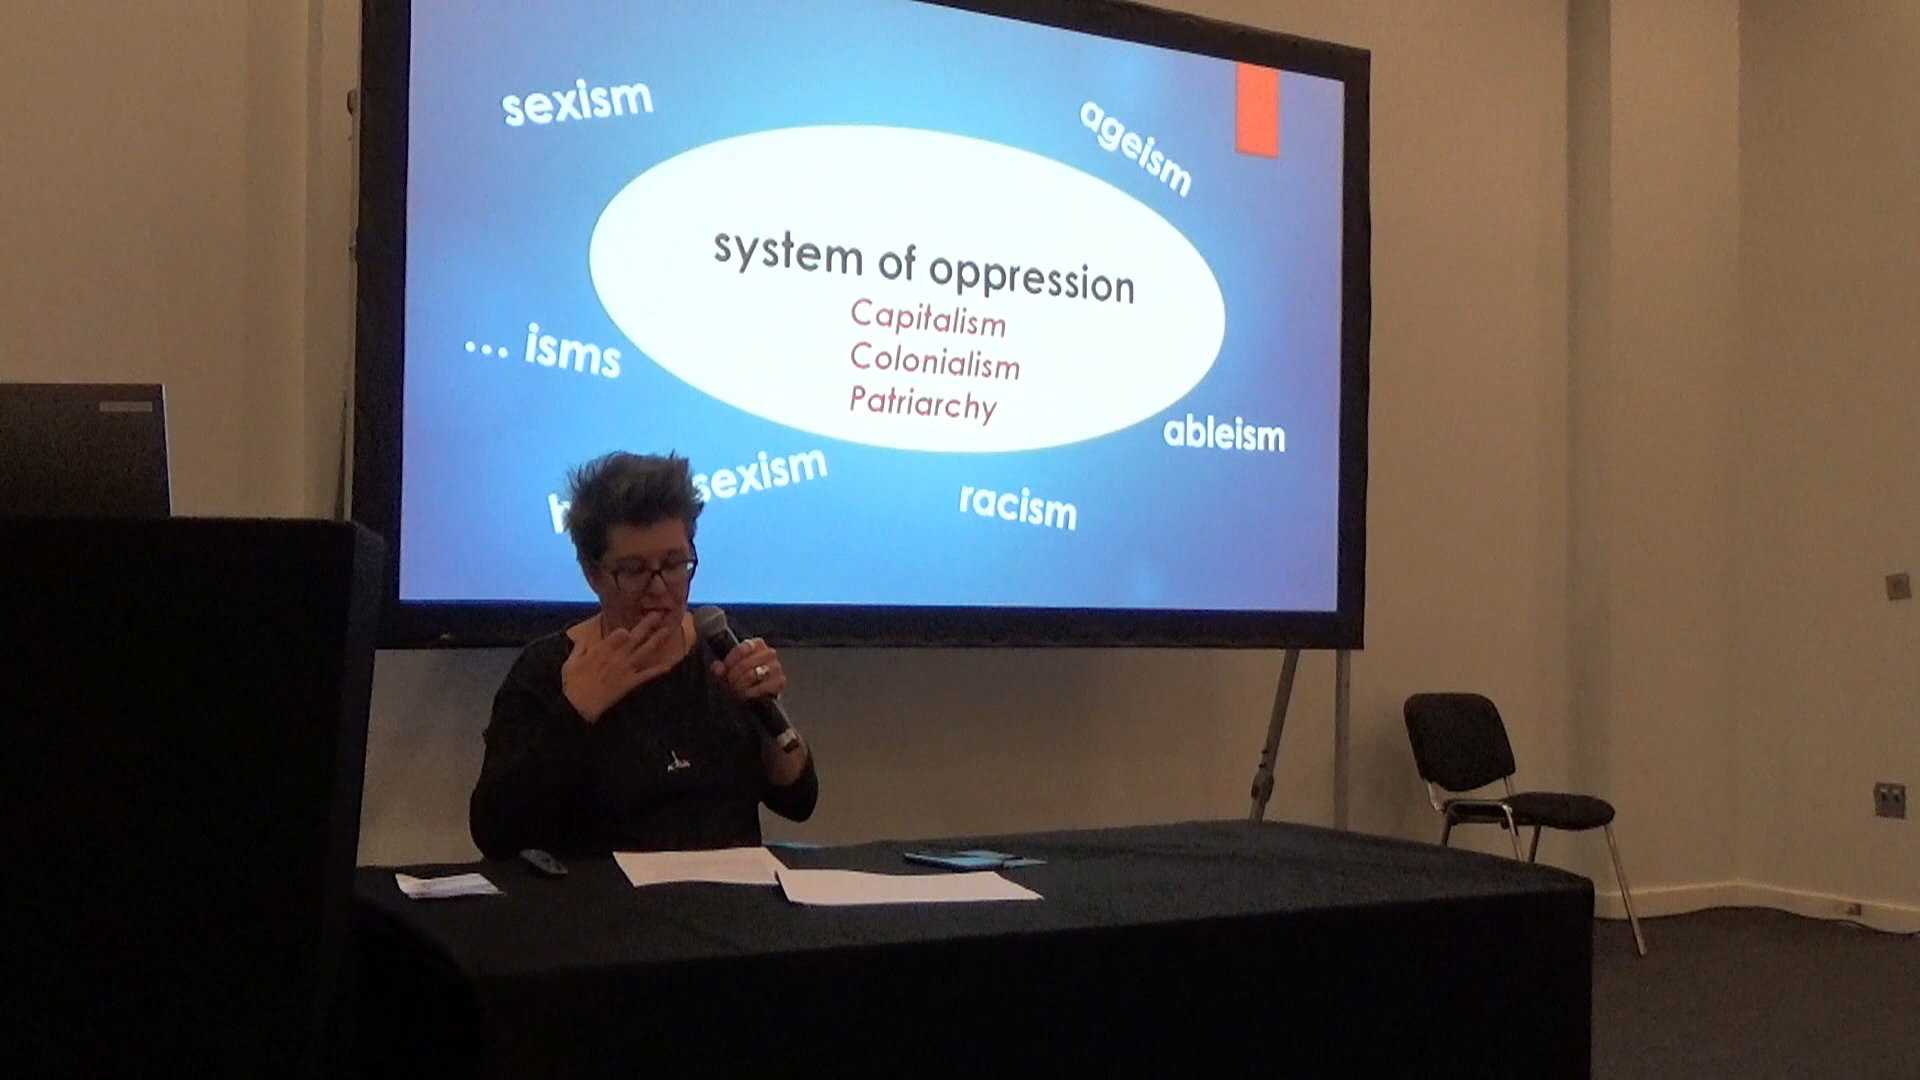 sexism
ageism
system of oppression
Capitalism
Colonialism
Patriarchy
... isms
ableism
sexism
racism